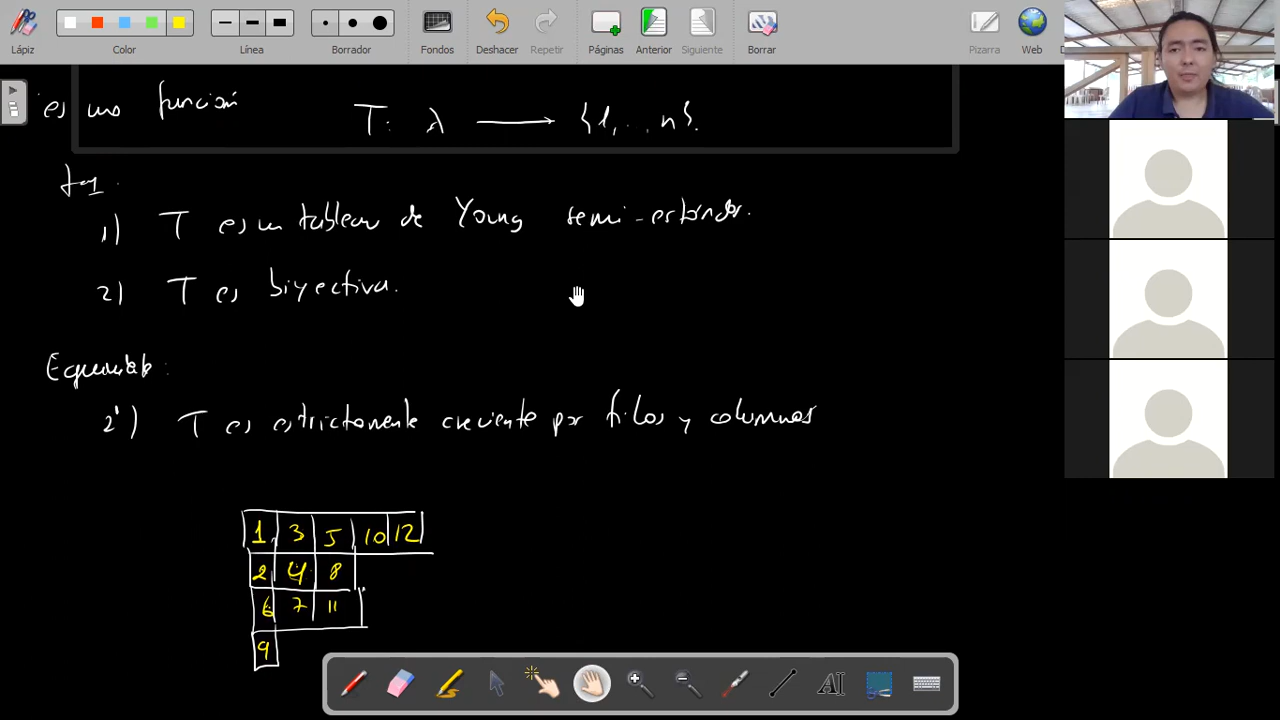 Lápiz Color Línea Borrador Fondos Deshacer Repetir Páginas Anterior Siguiente Borrar Pizarra Web
es una función T: λ → {1,..,n}.
1) T es un tableau de Young semi-estándar.
2) T es biyectiva.
2') T es estrictamente creciente por filas y columnas
1 3 5 10 12
2 4 8
6 7 11
9
AI